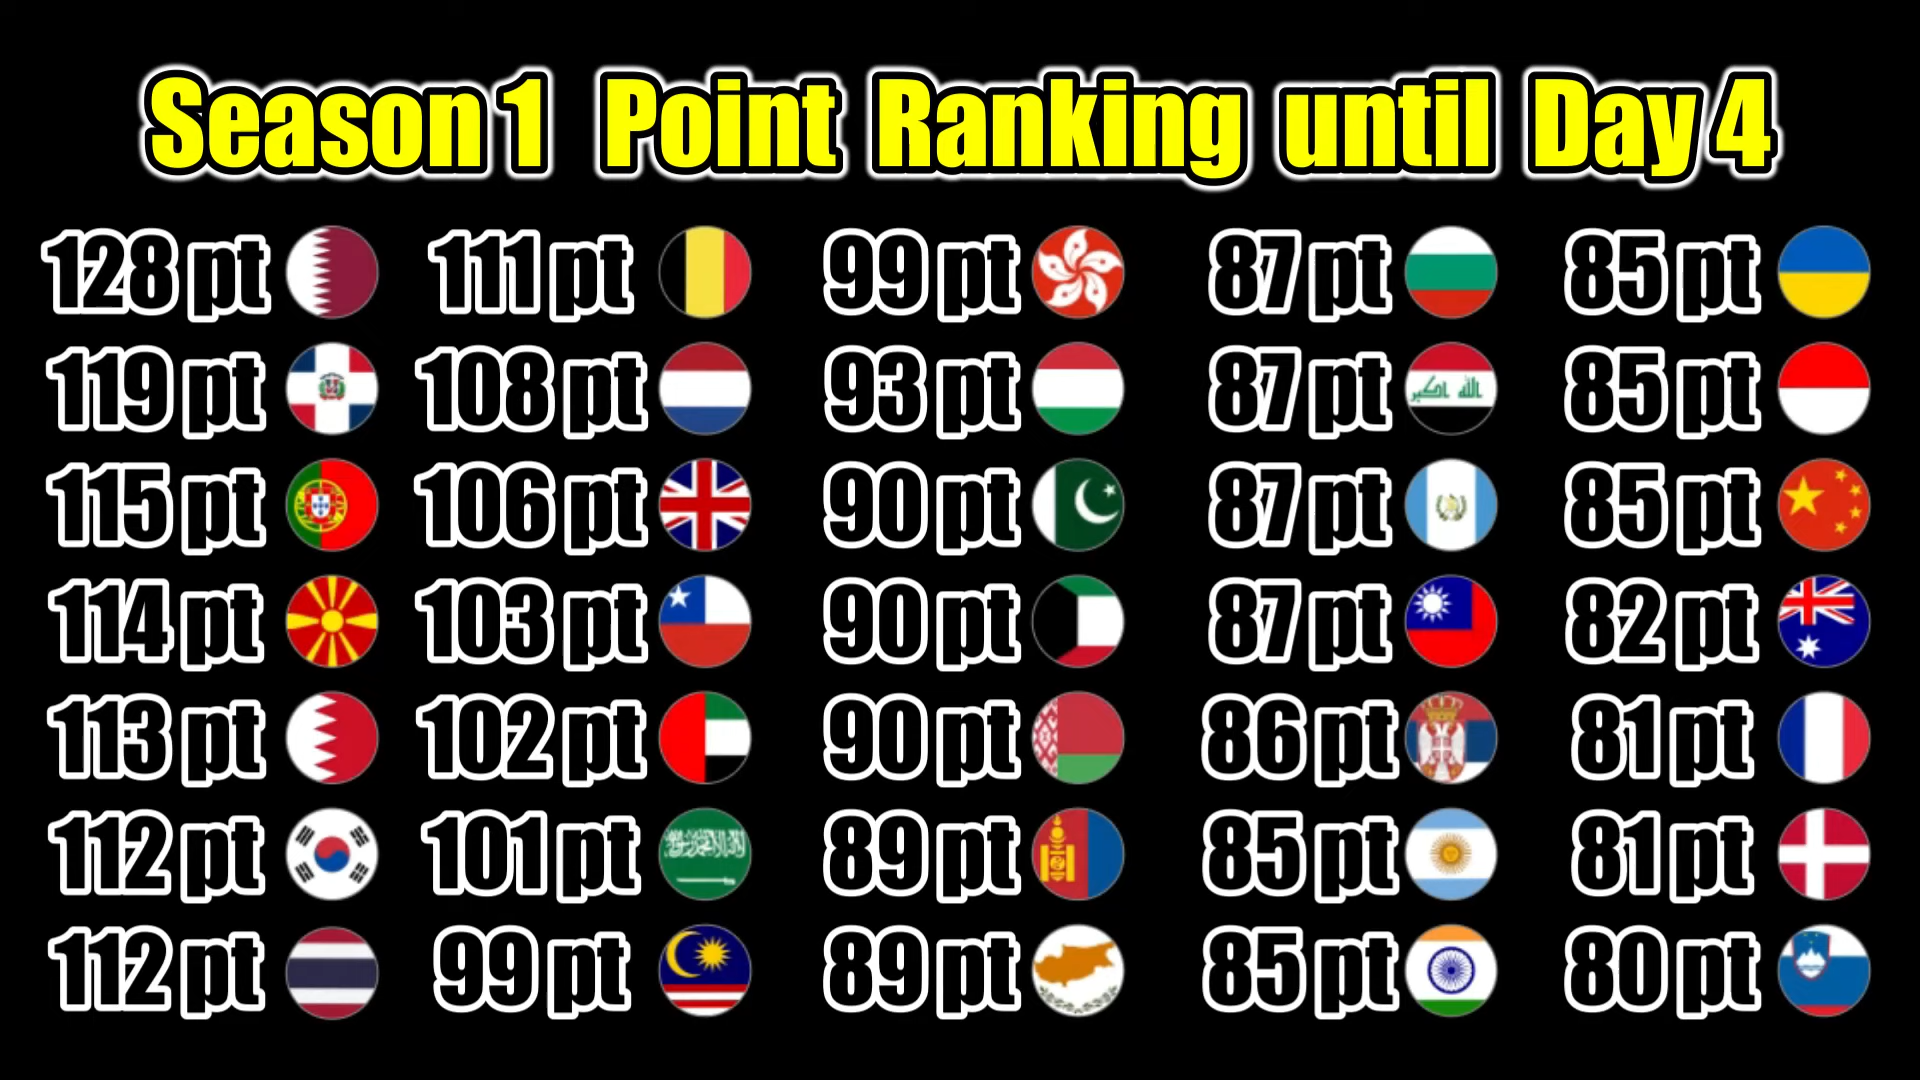 Season 1 Point Ranking until Day 4
128 pt 111 pt 99 pt 87 pt 85 pt
119 pt 108 pt 93 pt 87 pt 85 pt
115 pt 106 pt 90 pt 87 pt 85 pt
114 pt 103 pt 90 pt 87 pt 82 pt
113 pt 102 pt 90 pt 86 pt 81 pt
112 pt 101 pt 89 pt 85 pt 81 pt
112 pt 99 pt 89 pt 85 pt 80 pt